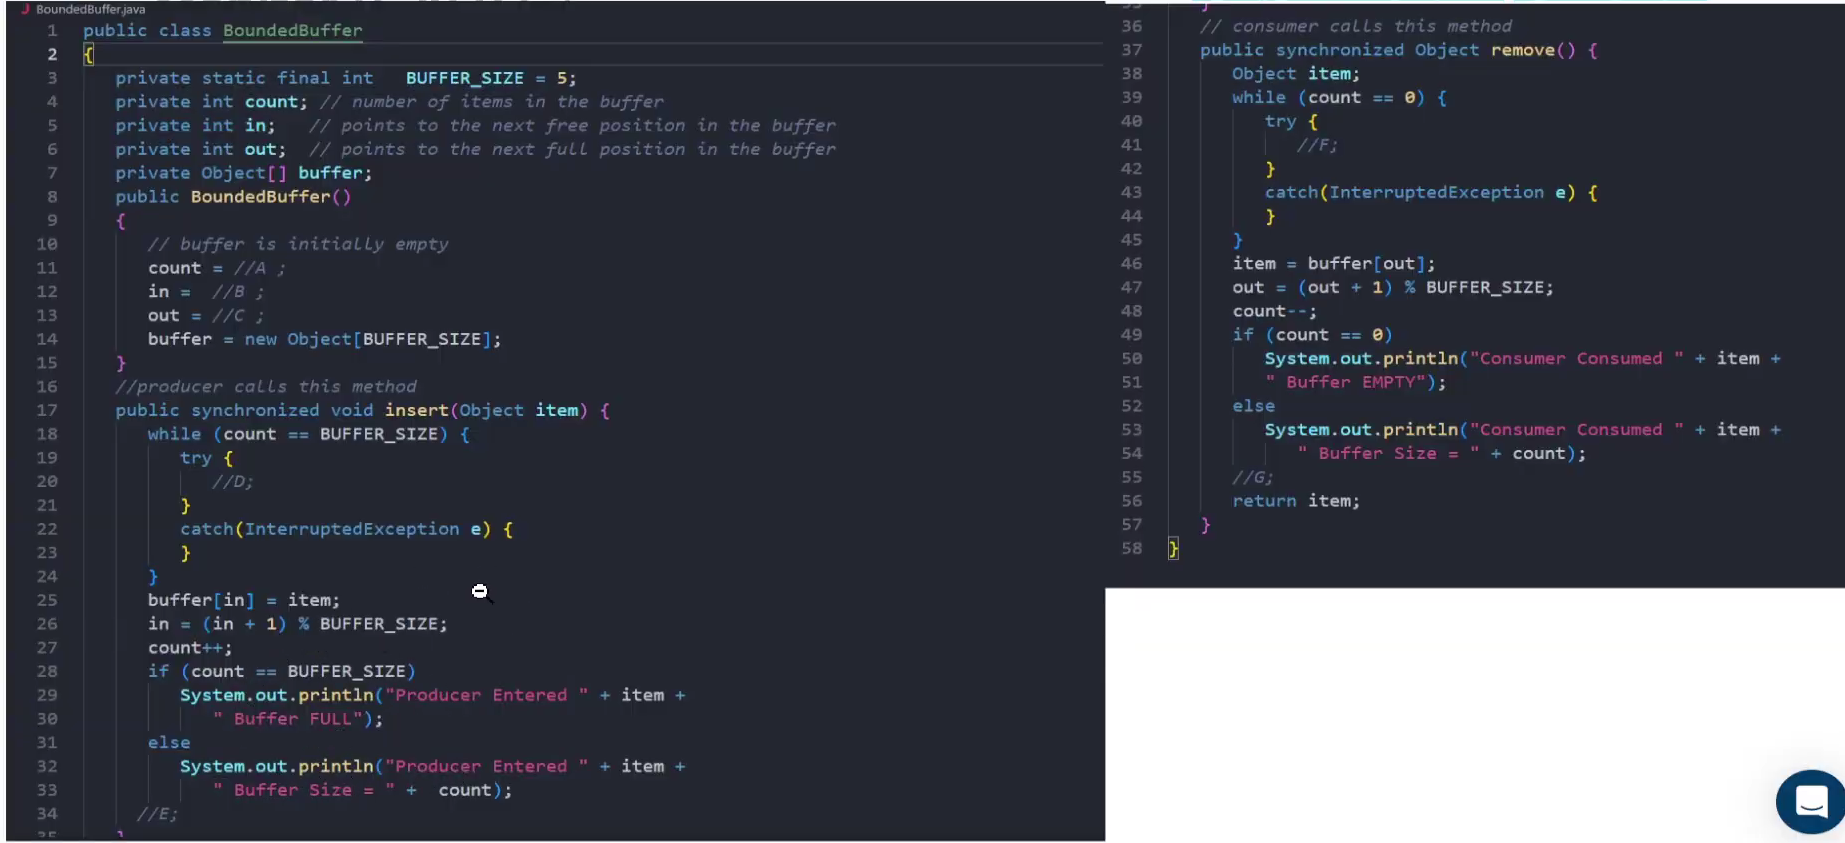 BoundedBuffer.java
1 public class BoundedBuffer
2 {
3 private static final int BUFFER_SIZE = 5;
4 private int count; // number of items in the buffer
5 private int in; // points to the next free position in the buffer
6 private int out; // points to the next full position in the buffer
7 private Object[] buffer;
8 public BoundedBuffer()
9 {
10 // buffer is initially empty
11 count = //A ;
12 in = //B ;
13 out = //C ;
14 buffer = new Object[BUFFER_SIZE];
15 }
16 //producer calls this method
17 public synchronized void insert(Object item) {
18 while (count == BUFFER_SIZE) {
19 try {
20 //D;
21 }
22 catch(InterruptedException e) {
23 }
24 }
25 buffer[in] = item;
26 in = (in + 1) % BUFFER_SIZE;
27 count++;
28 if (count == BUFFER_SIZE)
29 System.out.println("Producer Entered " + item +
30 " Buffer FULL");
31 else
32 System.out.println("Producer Entered " + item +
33 " Buffer Size = " + count);
34 //E;
35 }
36 // consumer calls this method
37 public synchronized Object remove() {
38 Object item;
39 while (count == 0) {
40 try {
41 //F;
42 }
43 catch(InterruptedException e) {
44 }
45 }
46 item = buffer[out];
47 out = (out + 1) % BUFFER_SIZE;
48 count--;
49 if (count == 0)
50 System.out.println("Consumer Consumed " + item +
51 " Buffer EMPTY");
52 else
53 System.out.println("Consumer Consumed " + item +
54 " Buffer Size = " + count);
55 //G;
56 return item;
57 }
58 }